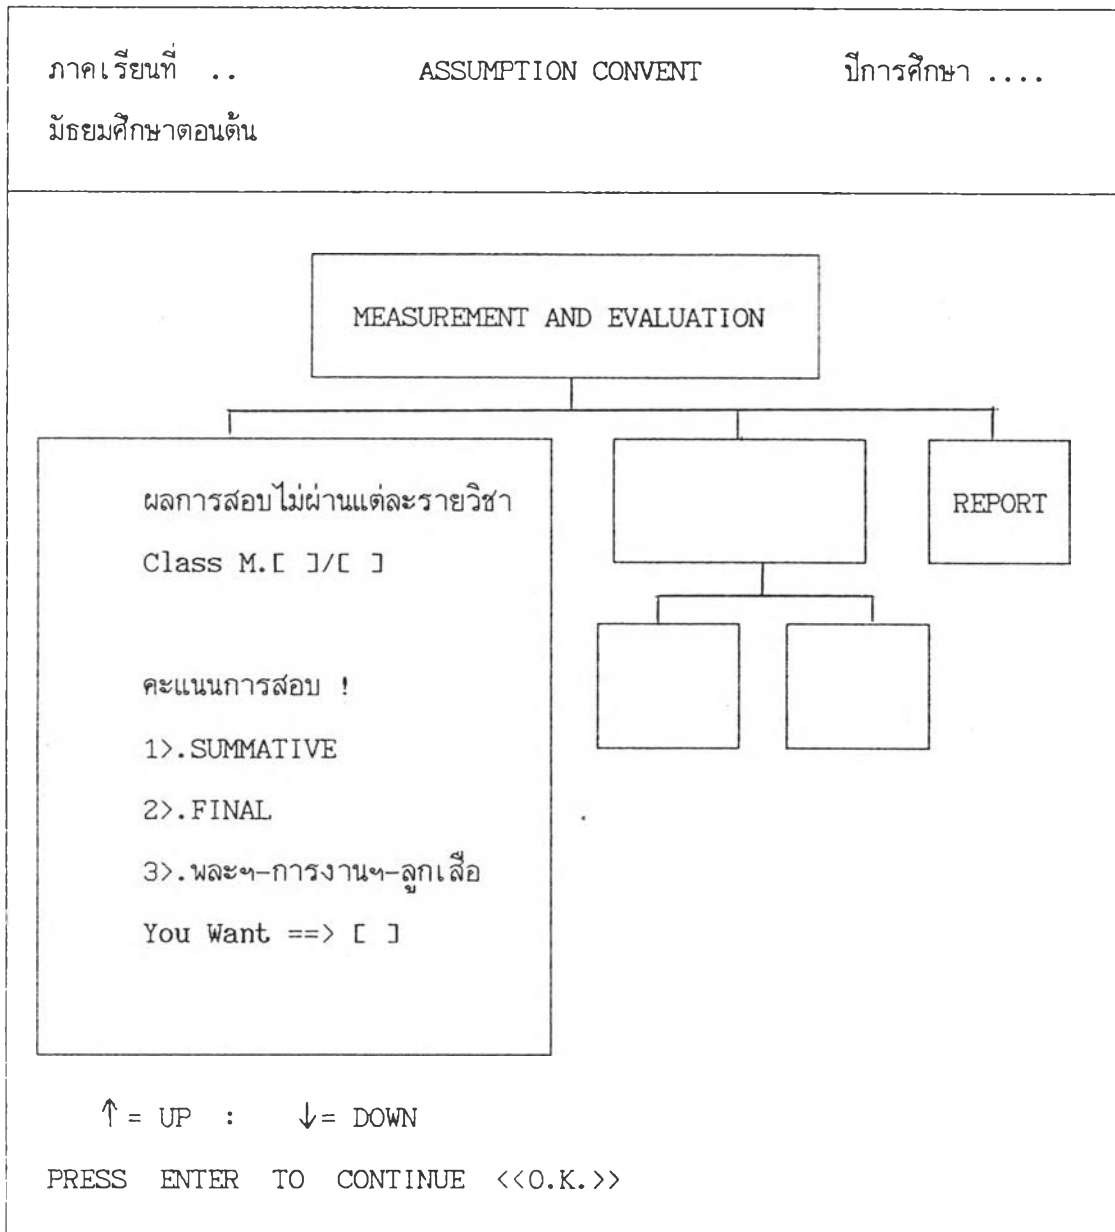 ภาคเรียนที่ .. ASSUMPTION CONVENT ปีการศึกษา ....
มัธยมศึกษาตอนต้น
MEASUREMENT AND EVALUATION
ผลการสอบไม่ผ่านแต่ละรายวิชา
Class M.[ ]/[ ]
คะแนนการสอบ !
1>.SUMMATIVE
2>.FINAL
3>.พละฯ-การงานฯ-ลูกเสือ
You Want ==> [ ]
REPORT
↑= UP : ↓= DOWN
PRESS ENTER TO CONTINUE <<O.K.>>